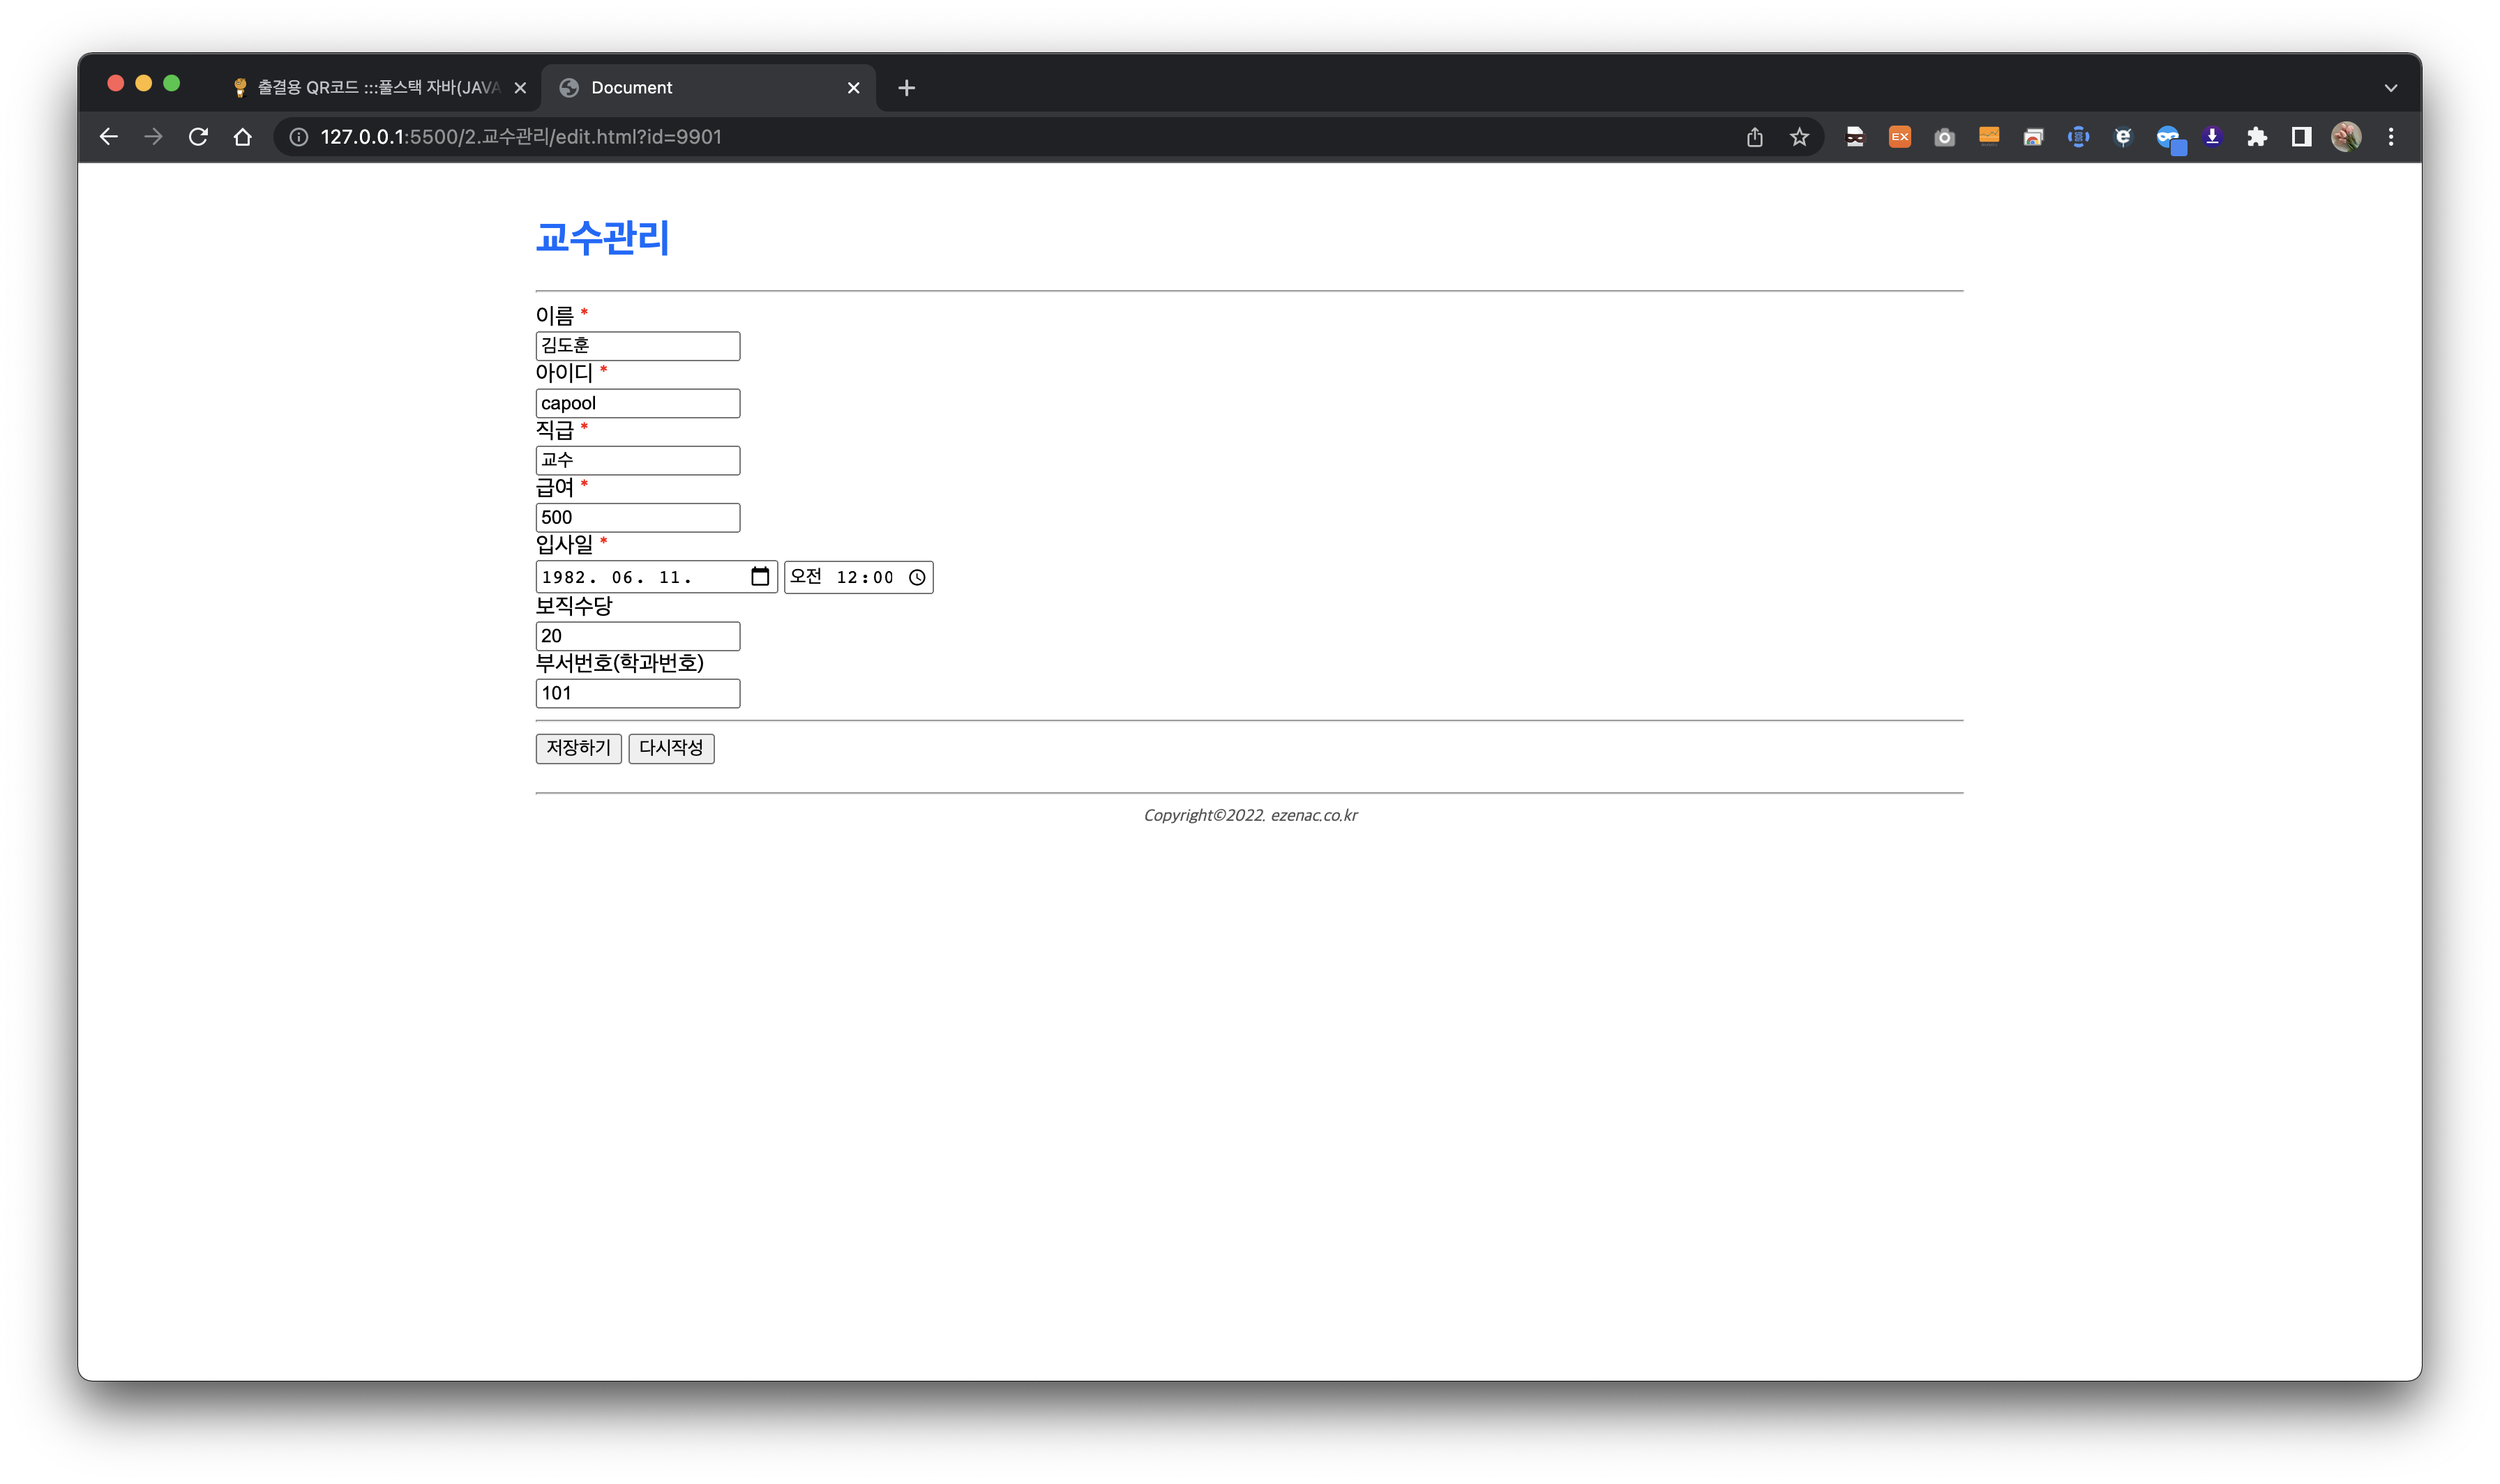 출결용 QR코드 :::풀스택 자바(JAVA
Document
127.0.0.1:5500/2.교수관리/edit.html?id=9901
EX
교수관리
이름 *
김도훈
아이디 *
capool
직급 *
교수
급여 *
500
입사일 *
1982. 06. 11. 오전 12:00
보직수당
20
부서번호(학과번호)
101
저장하기 다시작성
Copyright©2022. ezenac.co.kr